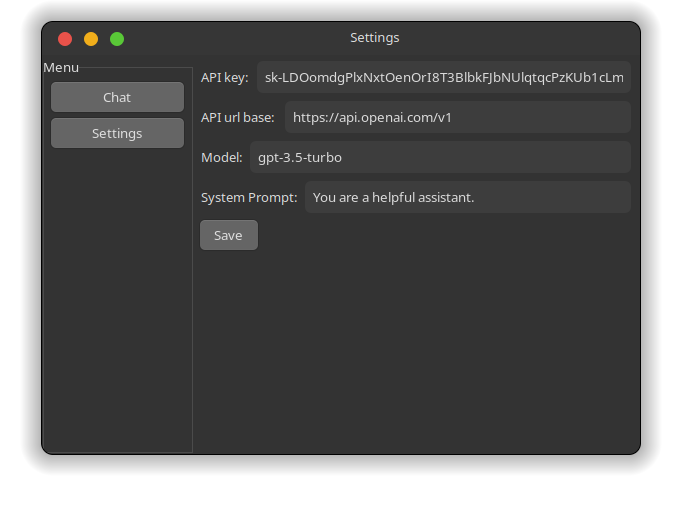 Settings
Menu
Chat
Settings
API key: sk-LDOomdgPlxNxtOenOrI8T3BlbkFJbNUlqtqcPzKUb1cLm
API url base: https://api.openai.com/v1
Model: gpt-3.5-turbo
System Prompt: You are a helpful assistant.
Save